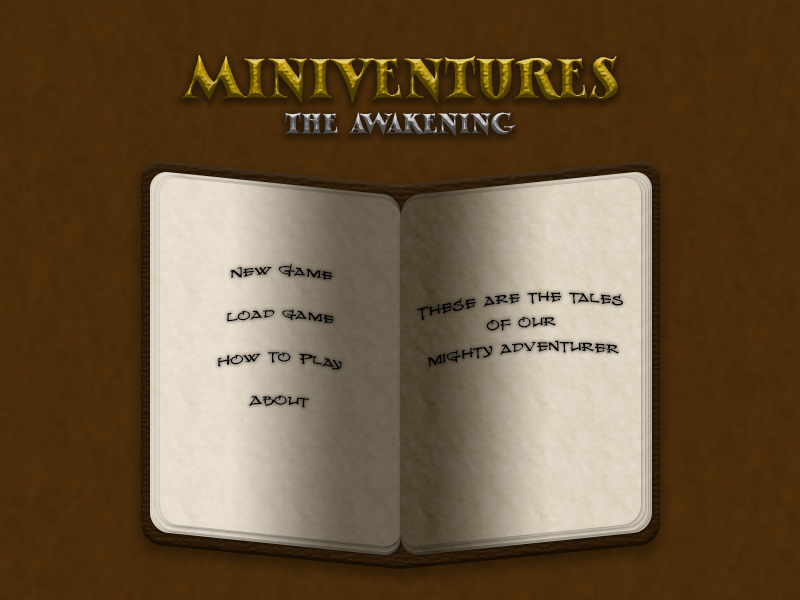 MINIVENTURES
THE AWAKENING
NEW GAME
LOAD GAME
HOW TO PLAY
ABOUT
THESE ARE THE TALES
OF OUR
MIGHTY ADVENTURER